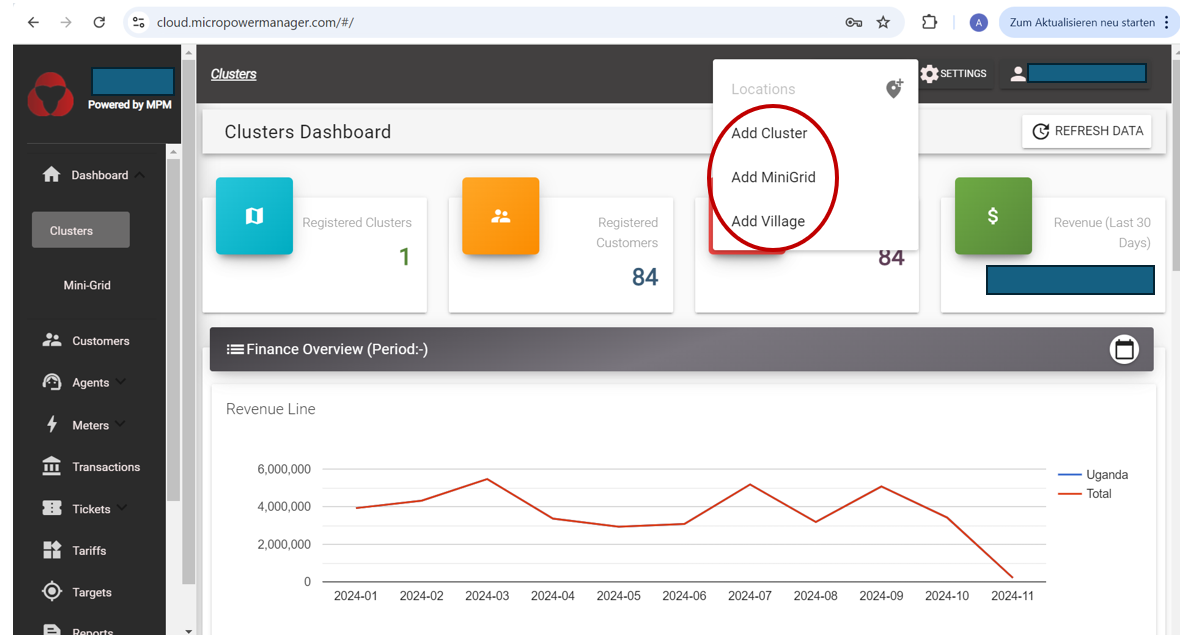 cloud.micropowermanager.com/#/
A
Zum Aktualisieren neu starten
Powered by MPM
Clusters
Locations
SETTINGS
Add Cluster
Add MiniGrid
Add Village
Clusters Dashboard
REFRESH DATA
Dashboard
Clusters
Mini-Grid
Customers
Agents
Meters
Transactions
Tickets
Tariffs
Targets
Reports
Registered Clusters
1
Registered
Customers
84
84
$
Revenue (Last 30
Days)
Finance Overview (Period:-)
Revenue Line
6,000,000
4,000,000
2,000,000
0
2024-01 2024-02 2024-03 2024-04 2024-05 2024-06 2024-07 2024-08 2024-09 2024-10 2024-11
Uganda
Total